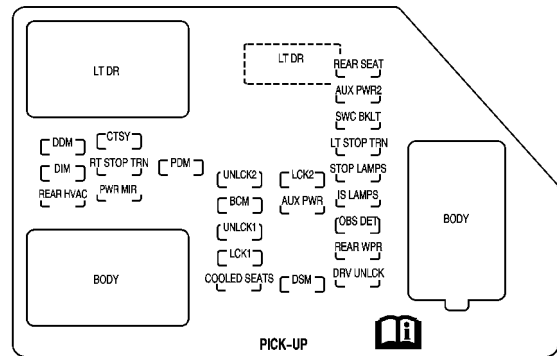 LT DR
LT DR
REAR SEAT
AUX PWR2
SWC BKLT
DDM
CTSY
LT STOP TRN
DIM
RT STOP TRN
PDM
UNLCK2
LCK2
STOP LAMPS
REAR HVAC
PWR MIR
BCM
AUX PWR
IS LAMPS
UNLCK1
OBS DET
BODY
LCK1
REAR WPR
BODY
COOLED SEATS
DSM
DRV UNLCK
PICK-UP
i